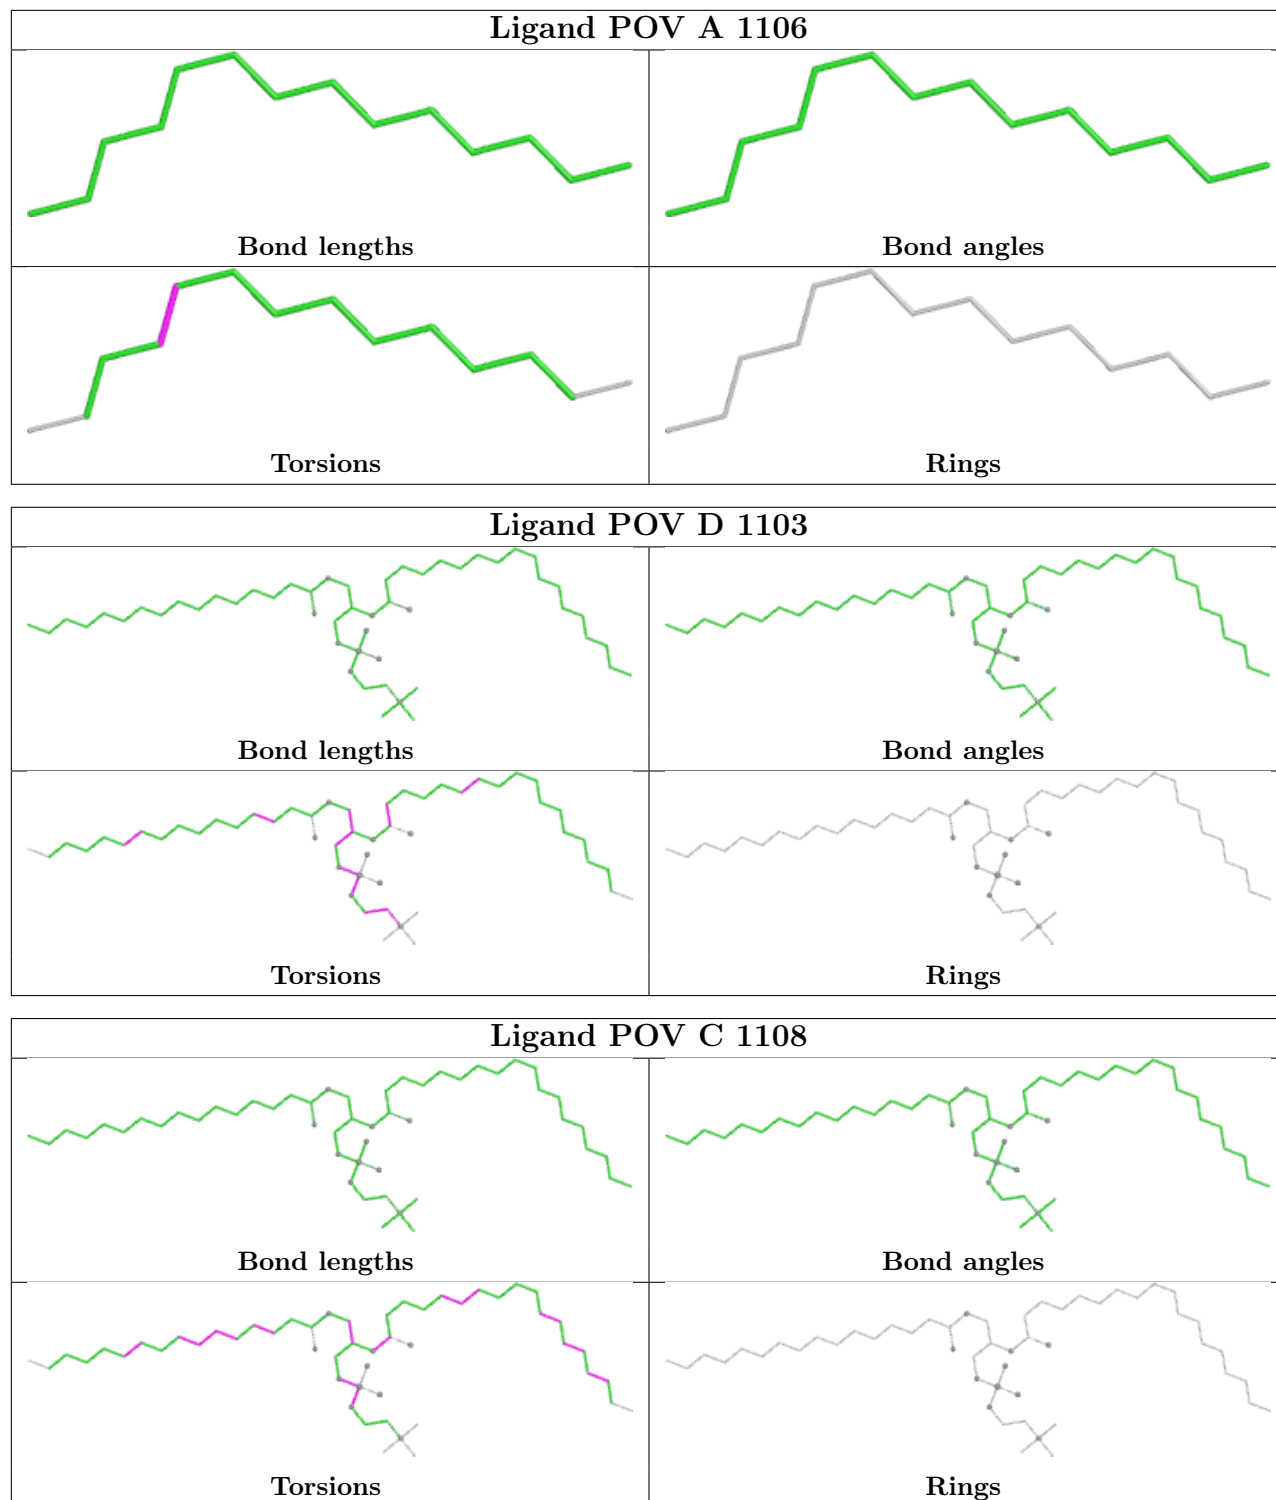 Ligand POV A 1106
Bond lengths
Bond angles
Torsions
Rings
Ligand POV D 1103
Bond lengths
Bond angles
Torsions
Rings
Ligand POV C 1108
Bond lengths
Bond angles
Torsions
Rings